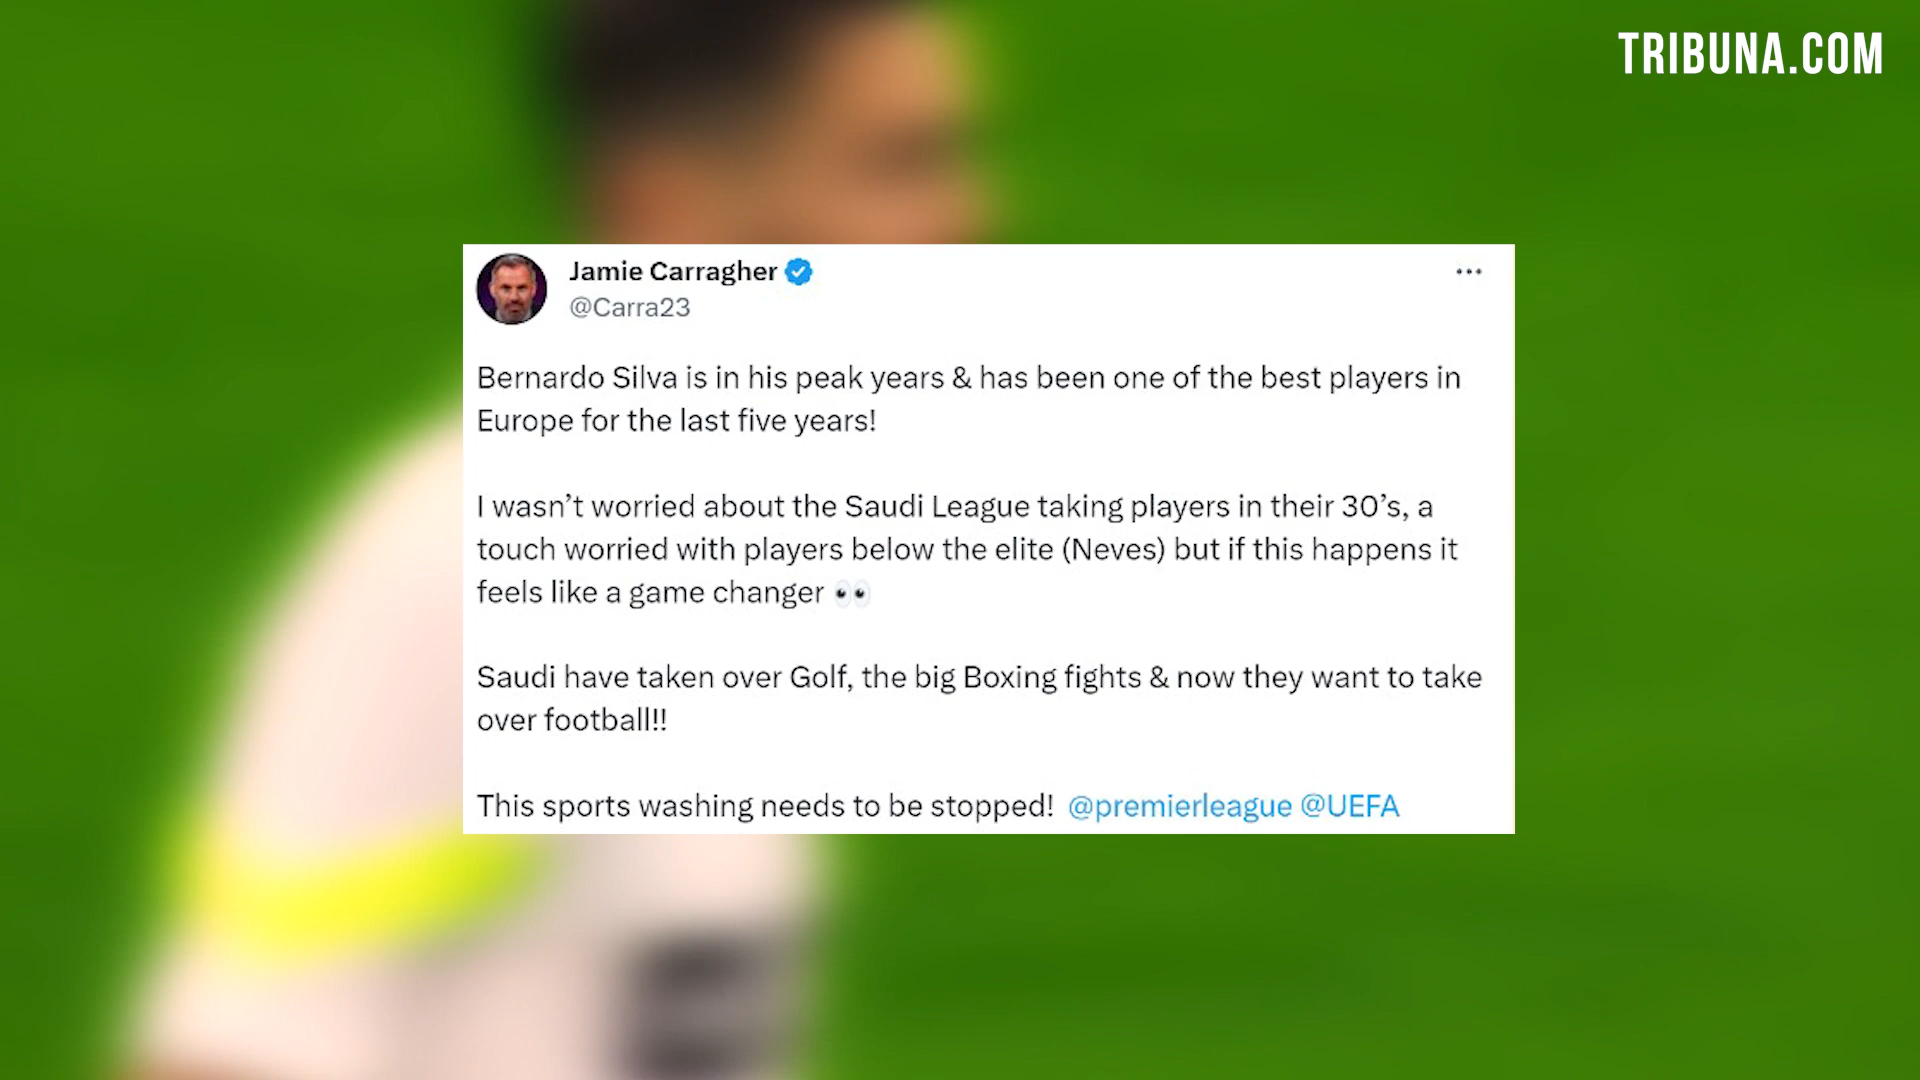 TRIBUNA.COM
Jamie Carragher
@Carra23
Bernardo Silva is in his peak years & has been one of the best players in
Europe for the last five years!
I wasn’t worried about the Saudi League taking players in their 30’s, a
touch worried with players below the elite (Neves) but if this happens it
feels like a game changer 👀
Saudi have taken over Golf, the big Boxing fights & now they want to take
over football!!
This sports washing needs to be stopped! @premierleague @UEFA